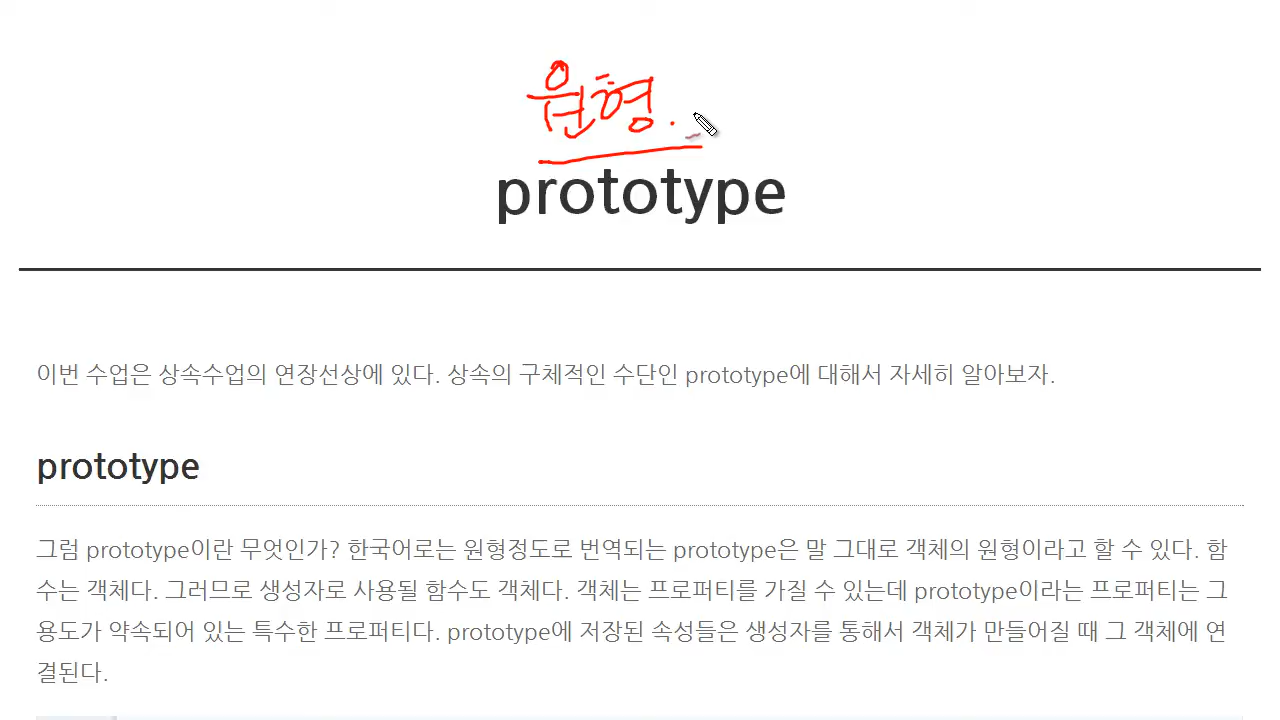 원형.
prototype
이번 수업은 상속수업의 연장선상에 있다. 상속의 구체적인 수단인 prototype에 대해서 자세히 알아보자.
prototype
그럼 prototype이란 무엇인가? 한국어로는 원형정도로 번역되는 prototype은 말 그대로 객체의 원형이라고 할 수 있다. 함
수는 객체다. 그러므로 생성자로 사용될 함수도 객체다. 객체는 프로퍼티를 가질 수 있는데 prototype이라는 프로퍼티는 그
용도가 약속되어 있는 특수한 프로퍼티다. prototype에 저장된 속성들은 생성자를 통해서 객체가 만들어질 때 그 객체에 연
결된다.